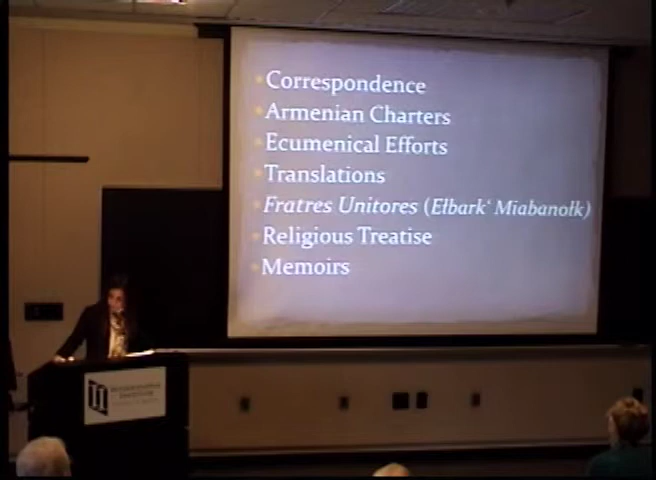 Correspondence
Armenian Charters
Ecumenical Efforts
Translations
Fratres Unitores (Ełbark‘ Miabanołk)
Religious Treatise
Memoirs